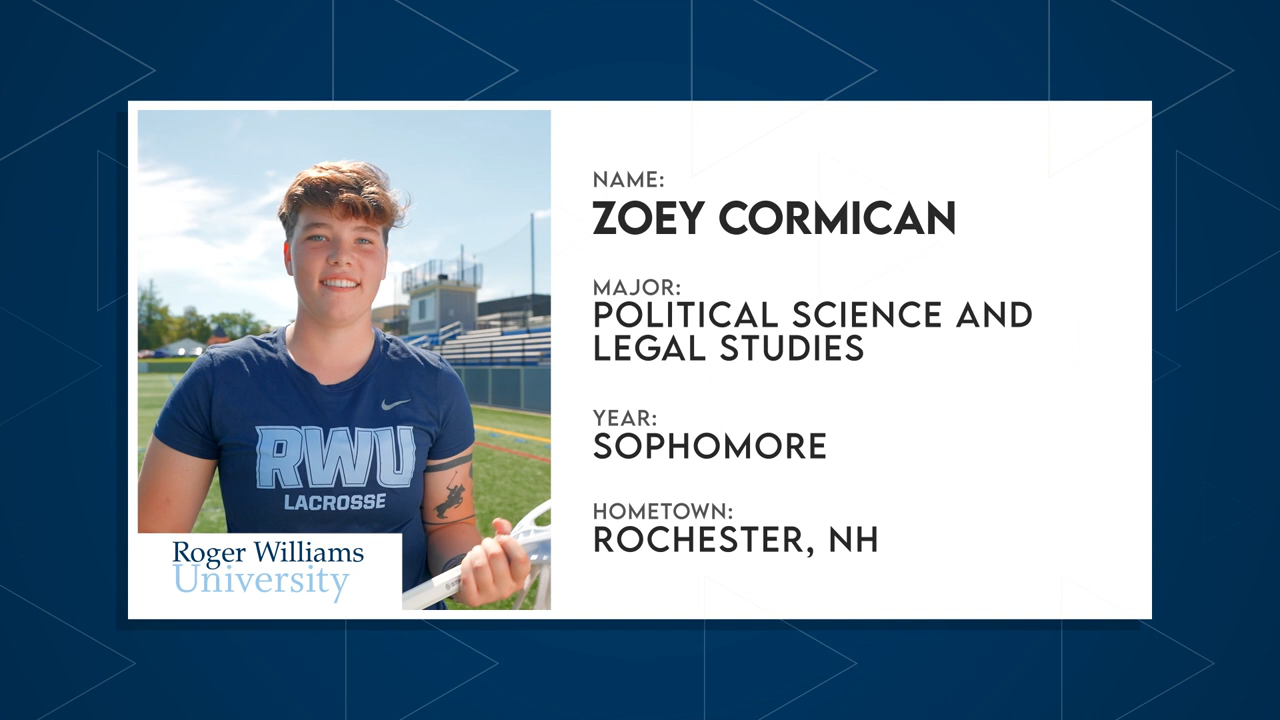 NAME:
ZOEY CORMICAN
MAJOR:
POLITICAL SCIENCE AND
LEGAL STUDIES
YEAR:
SOPHOMORE
HOMETOWN:
ROCHESTER, NH
RWU
LACROSSE
Roger Williams
University